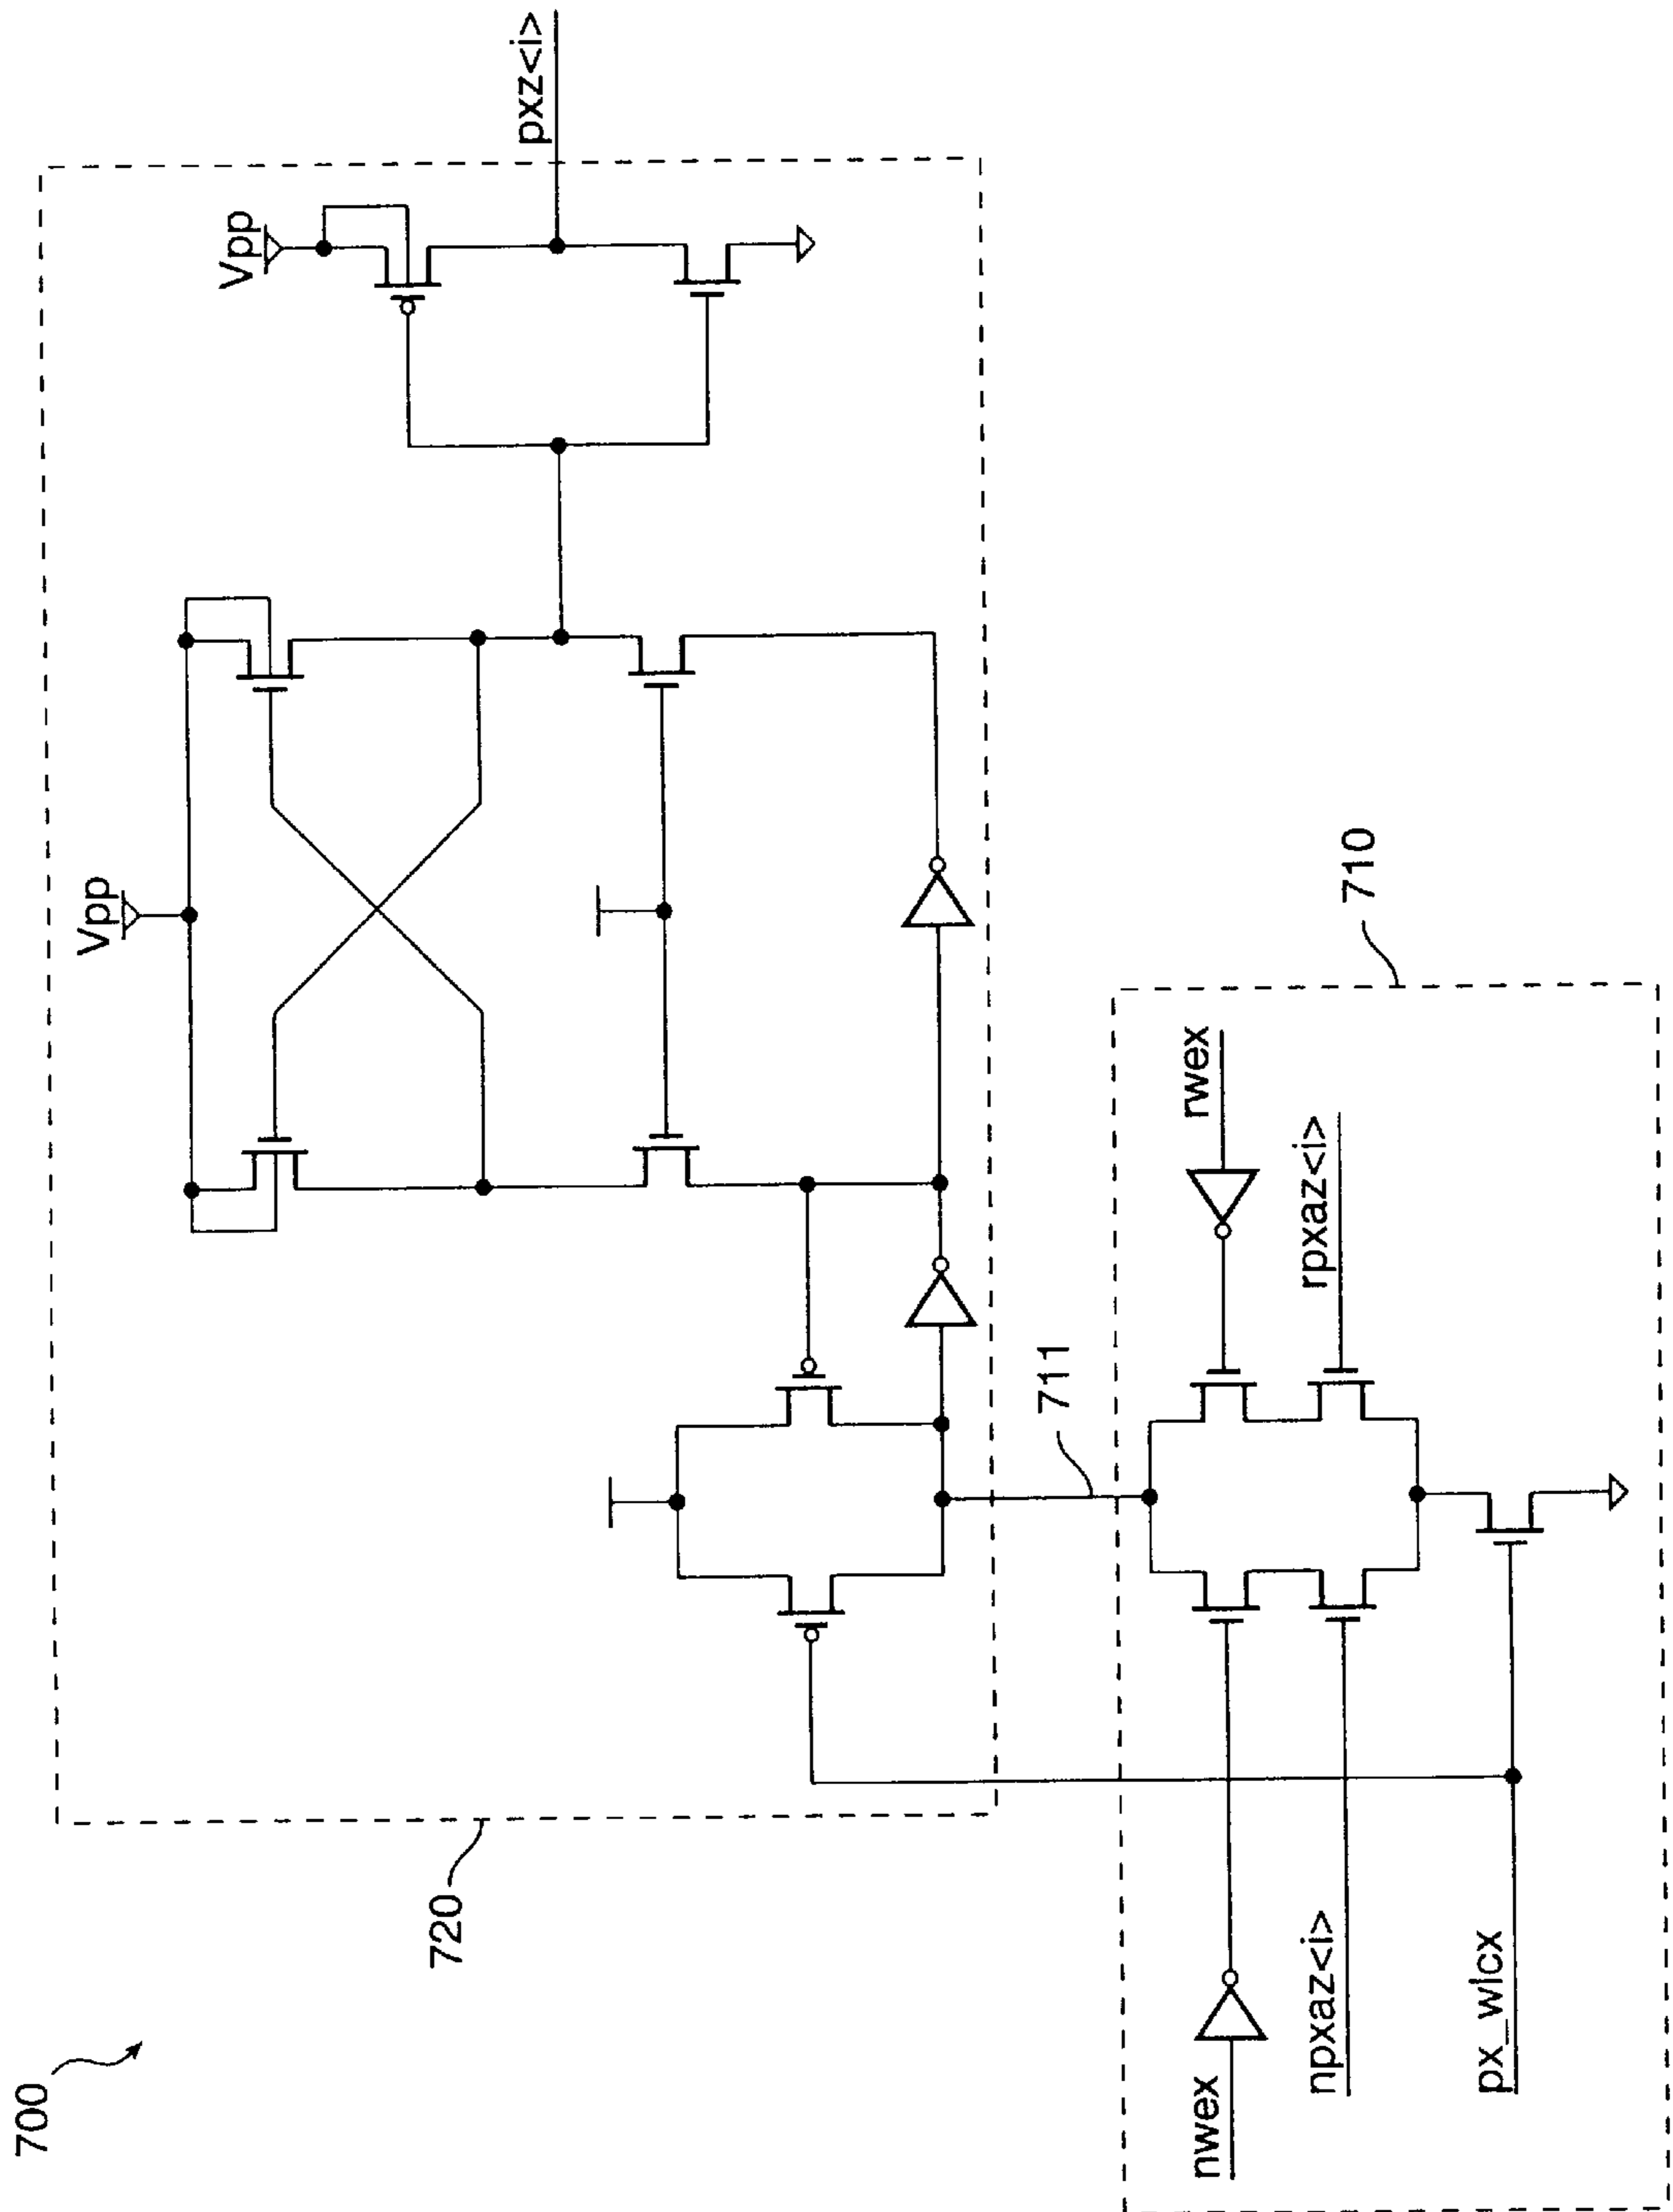 700
720
Vpp
Vpp
pxz<i>
711
710
nwex
npxaz<i>
px_wlcx
rwex
rpxaz<i>